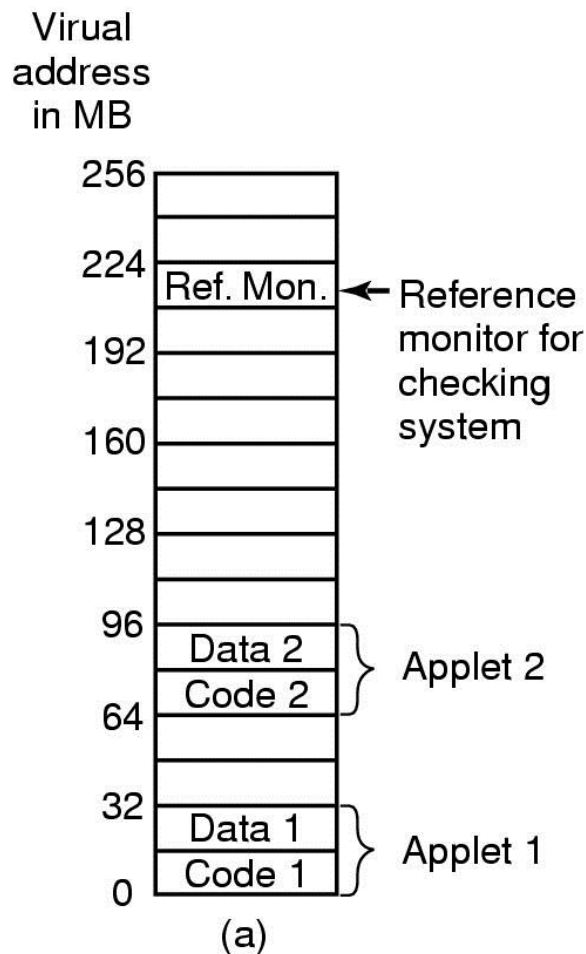 Virual
address
in MB
256
224
Ref. Mon.
Reference
monitor for
checking
system
192
160
128
96
Data 2
Code 2
Applet 2
64
32
Data 1
Code 1
Applet 1
0
(a)